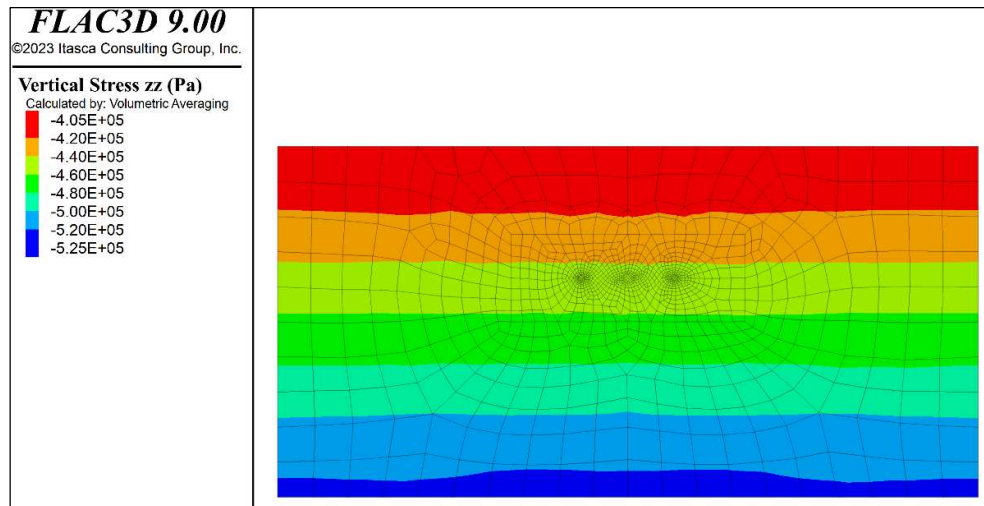 FLAC3D 9.00
©2023 Itasca Consulting Group, Inc.
Vertical Stress zz (Pa)
Calculated by: Volumetric Averaging
-4.05E+05
-4.20E+05
-4.40E+05
-4.60E+05
-4.80E+05
-5.00E+05
-5.20E+05
-5.25E+05